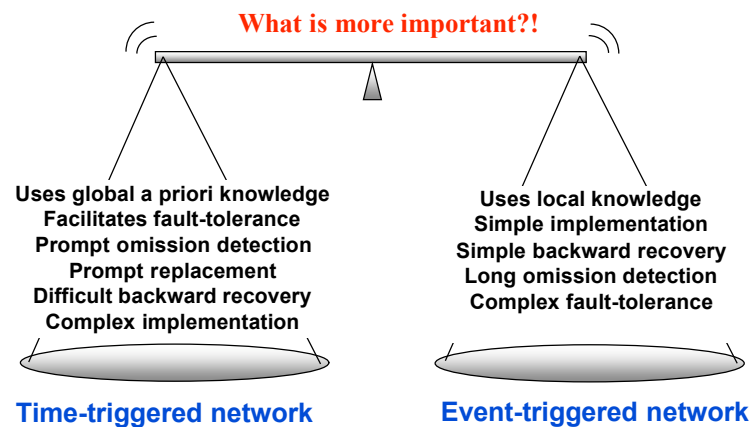 What is more important?!
Uses global a priori knowledge
Facilitates fault-tolerance
Prompt omission detection
Prompt replacement
Difficult backward recovery
Complex implementation
Time-triggered network
Uses local knowledge
Simple implementation
Simple backward recovery
Long omission detection
Complex fault-tolerance
Event-triggered network